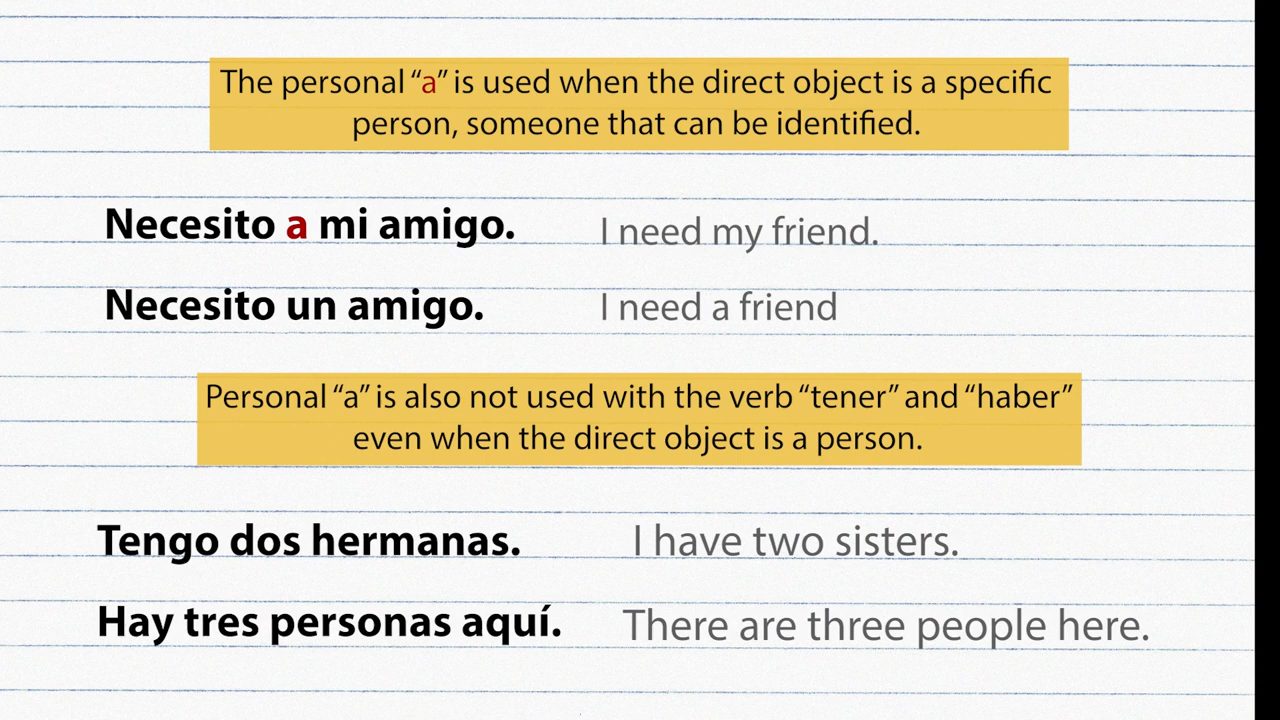 The personal “a” is used when the direct object is a specific
person, someone that can be identified.
Necesito a mi amigo. I need my friend.
Necesito un amigo. I need a friend
Personal “a” is also not used with the verb “tener” and “haber”
even when the direct object is a person.
Tengo dos hermanas. I have two sisters.
Hay tres personas aquí. There are three people here.